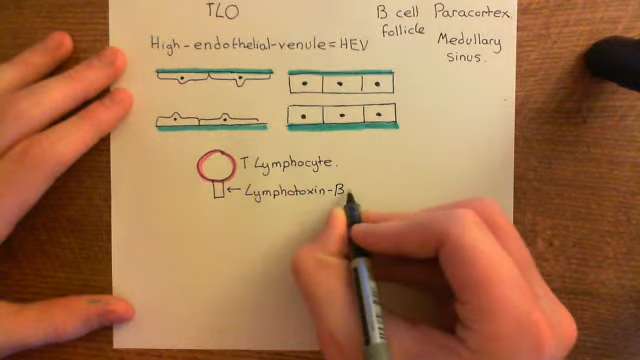 TLO
B cell follicle
Paracortex
Medullary sinus.
High-endothelial-venule = HEV
T Lymphocyte.
← Lymphotoxin-β